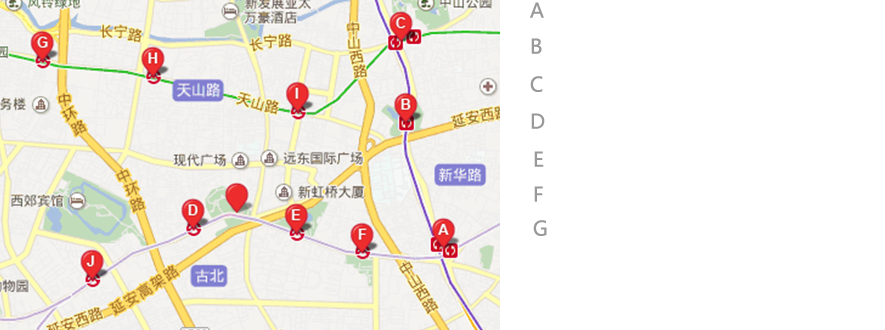 风铃绿地
新发展亚太
万豪酒店
中山公园
C
A
G
长宁路
长宁路
中山西路
B
H
园
天山路
I
C
天山路
B
务楼
中环路
延安西路
D
现代广场
远东国际广场
E
新华路
中环路
新虹桥大厦
F
西郊宾馆
D
E
G
F
A
J
古北
物园
延安高架路
中山西路
延安西路